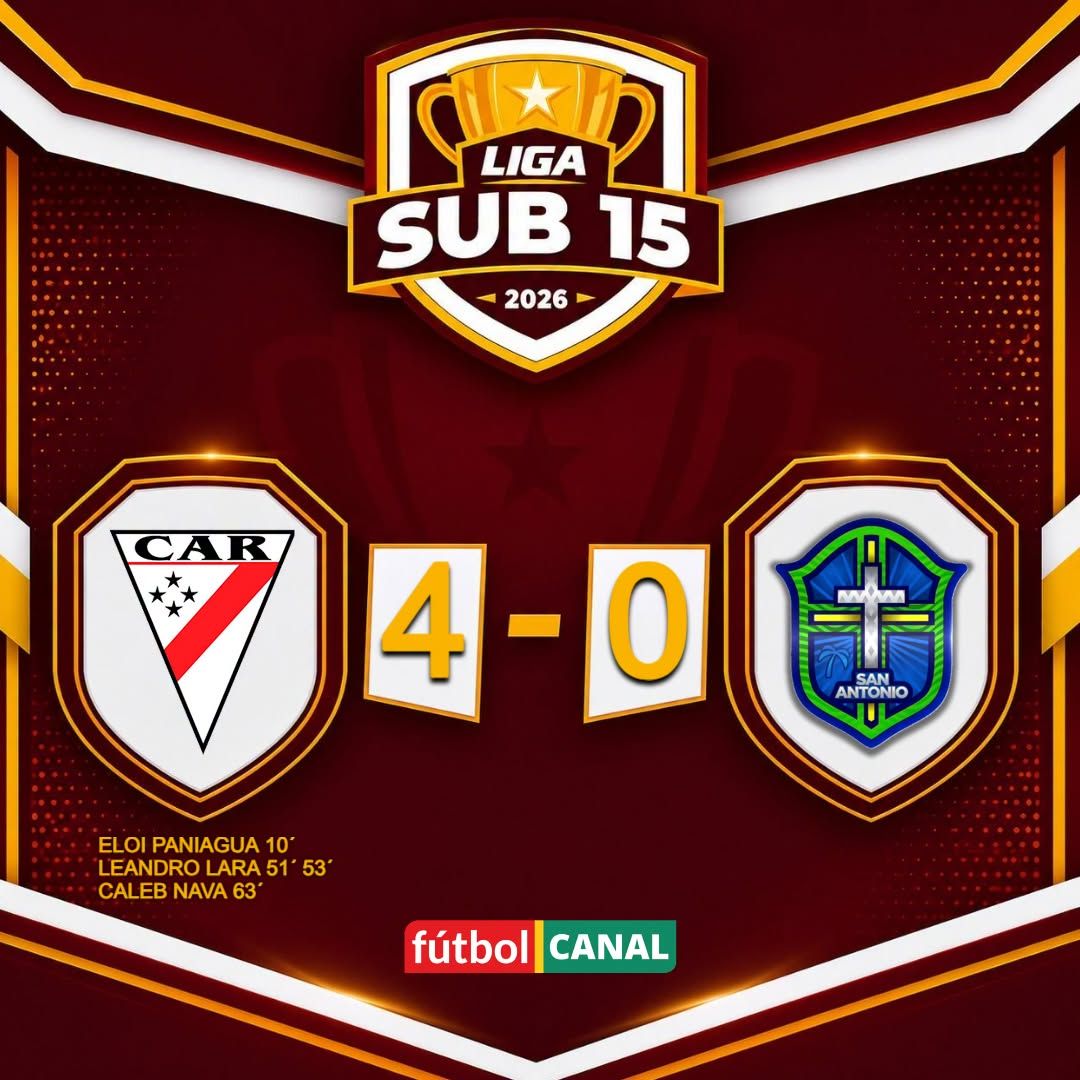 LIGA
SUB 15
2026
CAR
4 - 0
SAN
ANTONIO
ELOI PANIAGUA 10´
LEANDRO LARA 51´ 53´
CALEB NAVA 63´
fútbol CANAL